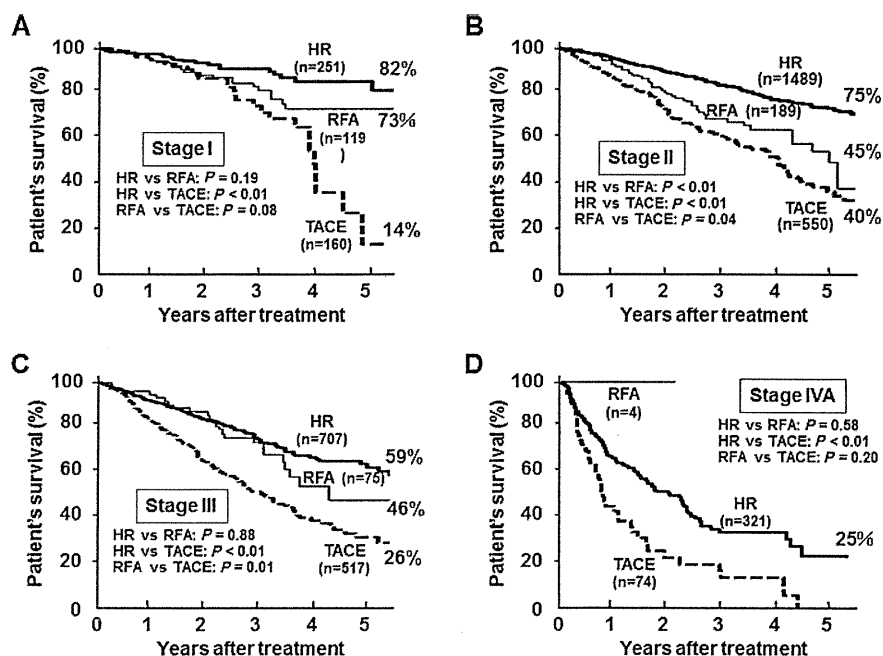 A
Patient's survival (%)
100
80
60
40
20
0
HR
(n=251)
82%
RFA
(n=119
)
73%
Stage I
HR vs RFA: P = 0.19
HR vs TACE: P < 0.01
RFA vs TACE: P = 0.08
TACE
(n=160)
14%
0 1 2 3 4 5
Years after treatment
B
Patient's survival (%)
100
80
60
40
20
0
HR
(n=1489)
75%
RFA (n=189)
Stage II
45%
HR vs RFA: P < 0.01
HR vs TACE: P < 0.01
RFA vs TACE: P = 0.04
TACE
(n=550)
40%
0 1 2 3 4 5
Years after treatment
C
Patient's survival (%)
100
80
60
40
20
0
HR
(n=707)
59%
RFA (n=75)
46%
Stage III
HR vs RFA: P = 0.88
HR vs TACE: P < 0.01
RFA vs TACE: P = 0.01
TACE
(n=517)
26%
0 1 2 3 4 5
Years after treatment
D
Patient's survival (%)
100
80
60
40
20
0
RFA
(n=4)
Stage IVA
HR vs RFA: P = 0.58
HR vs TACE: P < 0.01
RFA vs TACE: P = 0.20
HR
(n=321)
25%
TACE
(n=74)
0 1 2 3 4 5
Years after treatment